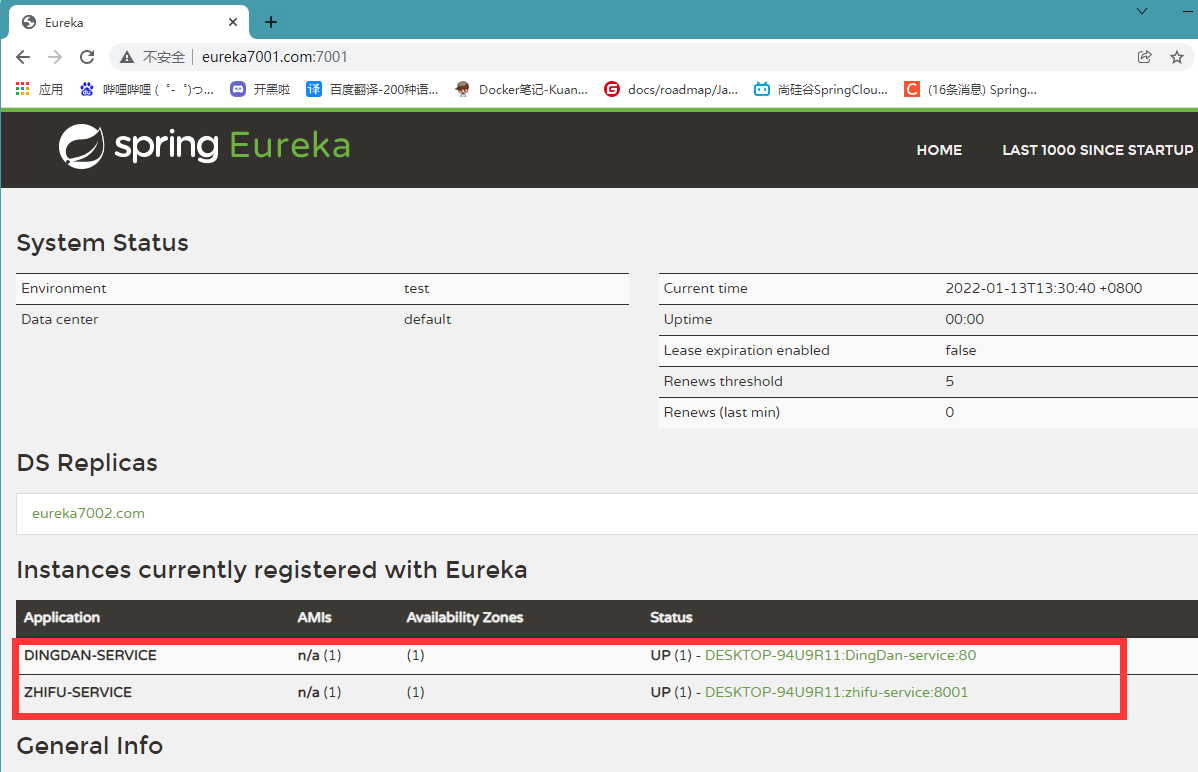 Eureka
不安全 eureka7001.com:7001
应用 哔哩哔哩 (゜-゜)つ... 开黑啦 百度翻译-200种语... Docker笔记-Kuan... docs/roadmap/Ja... 尚硅谷SpringClou... (16条消息) Spring...
spring Eureka HOME LAST 1000 SINCE STARTUP
System Status
Environment test Current time 2022-01-13T13:30:40 +0800
Data center default Uptime 00:00
Lease expiration enabled false
Renews threshold 5
Renews (last min) 0
DS Replicas
eureka7002.com
Instances currently registered with Eureka
Application AMIs Availability Zones Status
DINGDAN-SERVICE n/a (1) (1) UP (1) - DESKTOP-94U9R11:DingDan-service:80
ZHIFU-SERVICE n/a (1) (1) UP (1) - DESKTOP-94U9R11:zhifu-service:8001
General Info